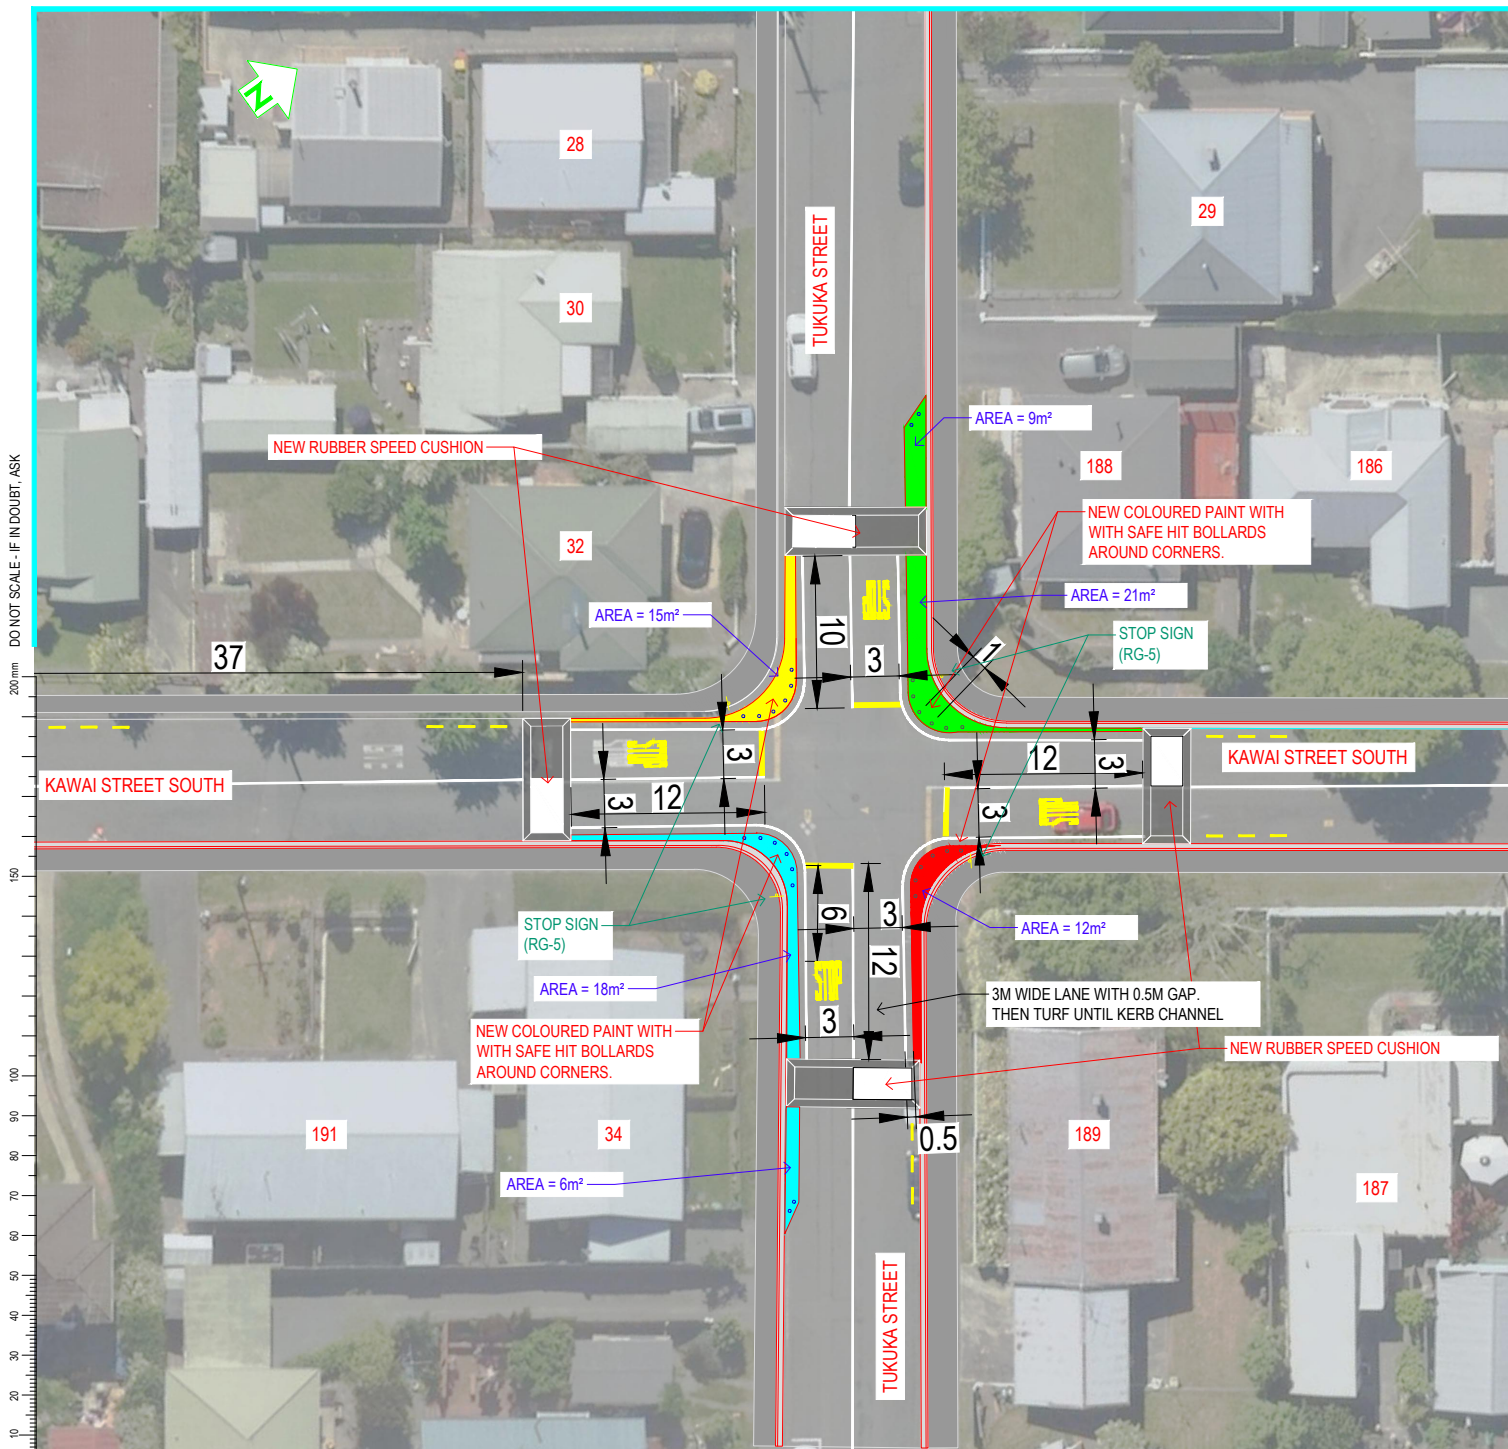 N
28
29
30
TUKUKA STREET
AREA = 9m²
188
186
NEW RUBBER SPEED CUSHION
NEW COLOURED PAINT WITH
WITH SAFE HIT BOLLARDS
AROUND CORNERS.
32
DO NOT SCALE - IF IN DOUBT, ASK
AREA = 15m²
AREA = 21m²
STOP SIGN
(RG-5)
10
3
1
37
200 mm
KAWAI STREET SOUTH
3
3
12
12
3
3
KAWAI STREET SOUTH
150
STOP SIGN
(RG-5)
6
3
12
AREA = 12m²
AREA = 18m²
3M WIDE LANE WITH 0.5M GAP.
THEN TURF UNTIL KERB CHANNEL
NEW COLOURED PAINT WITH
WITH SAFE HIT BOLLARDS
AROUND CORNERS.
3
NEW RUBBER SPEED CUSHION
100
90
191
34
0.5
189
80
AREA = 6m²
187
70
60
TUKUKA STREET
50
40
30
20
10